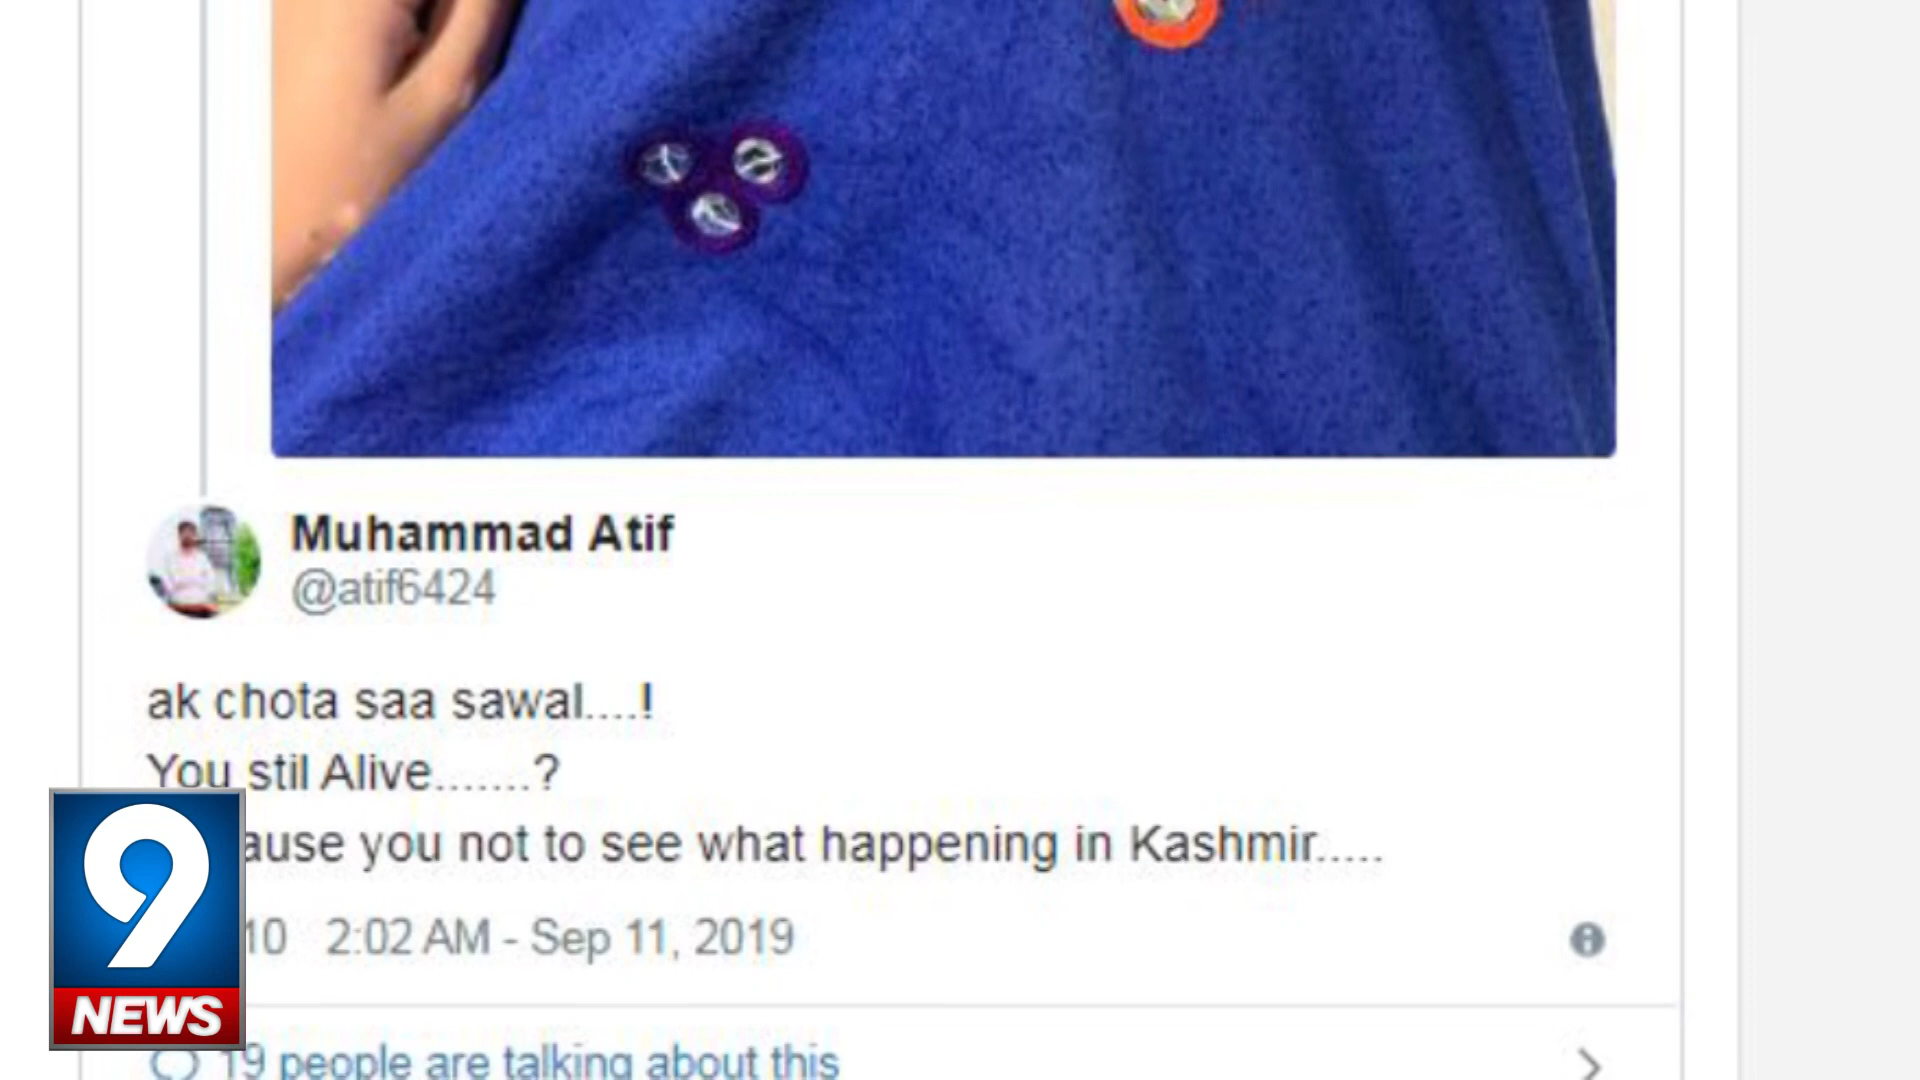 Muhammad Atif
@atif6424
ak chota saa sawal....!
You stil Alive.......?
ause you not to see what happening in Kashmir.....
10 2:02 AM - Sep 11, 2019
19 people are talking about this
9
NEWS